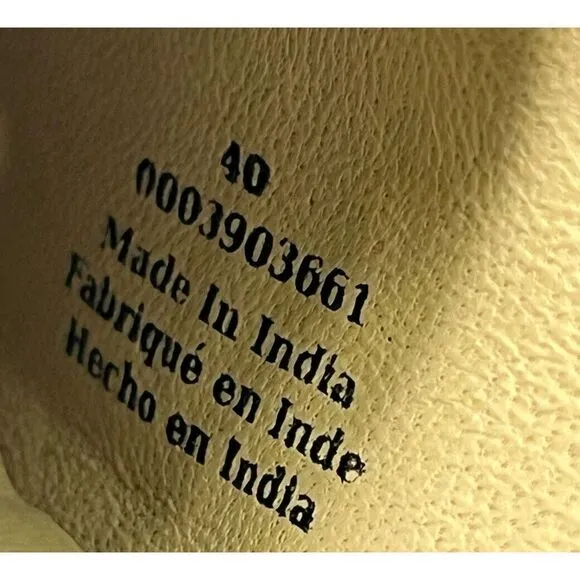 40
0003903661
Made In India
Fabriqué en Inde
Hecho en India